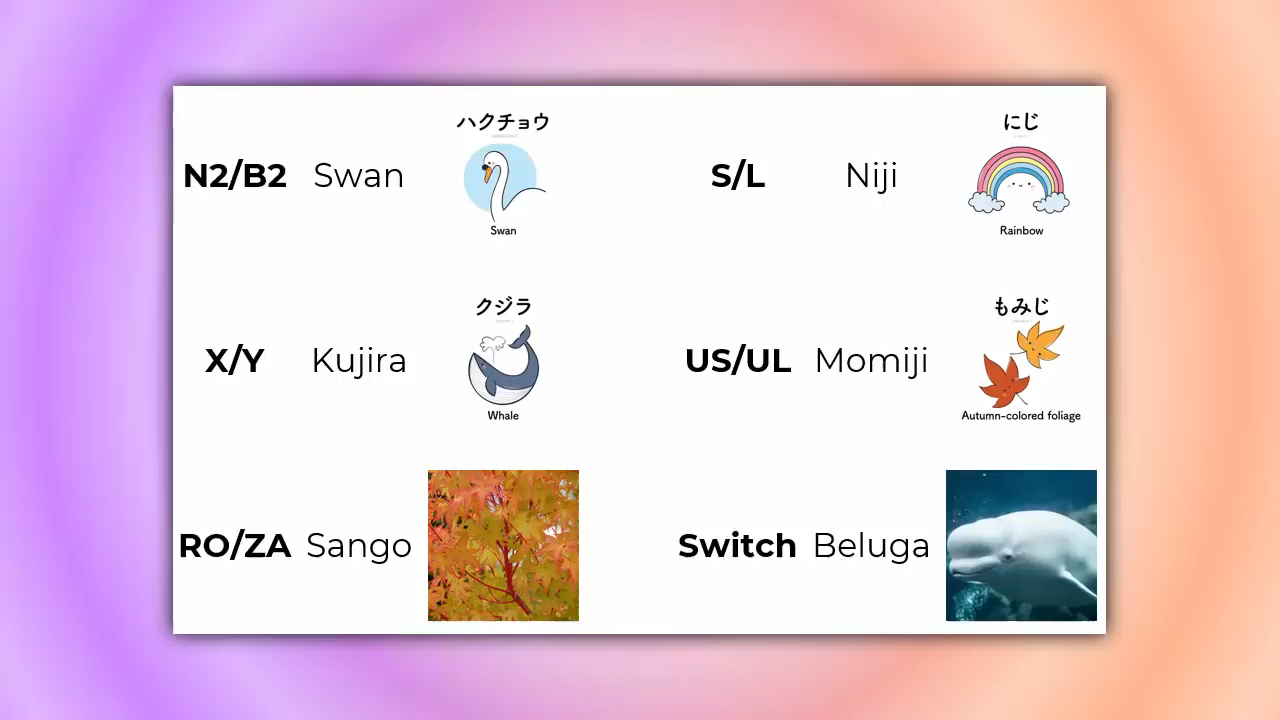 ハクチョウ
N2/B2 Swan
Swan
にじ
S/L Niji
Rainbow
クジラ
X/Y Kujira
Whale
もみじ
US/UL Momiji
Autumn-colored foliage
RO/ZA Sango
Switch Beluga